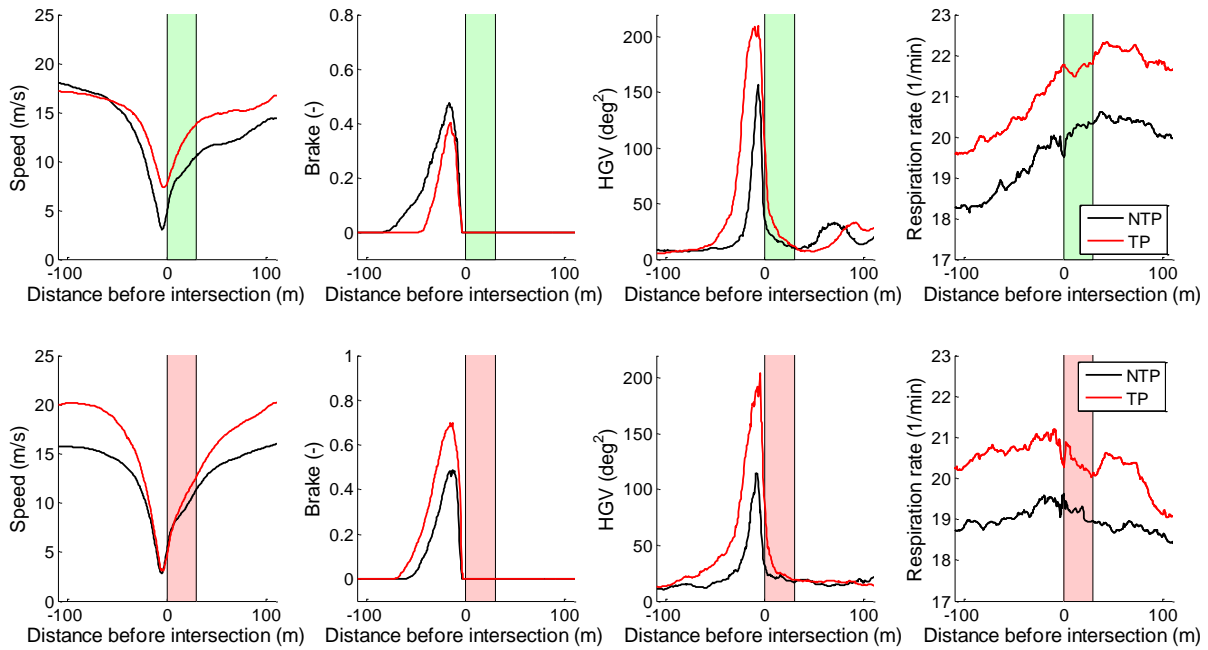 25
20
15
10
5
0
Speed (m/s)
-100 0 100
Distance before intersection (m)
0.8
0.6
0.4
0.2
0
Brake (-)
-100 0 100
Distance before intersection (m)
200
150
100
50
0
HGV (deg²)
-100 0 100
Distance before intersection (m)
23
22
21
20
19
18
17
Respiration rate (1/min)
NTP
TP
-100 0 100
Distance before intersection (m)
25
20
15
10
5
0
Speed (m/s)
-100 0 100
Distance before intersection (m)
1
0.8
0.6
0.4
0.2
0
Brake (-)
-100 0 100
Distance before intersection (m)
200
150
100
50
0
HGV (deg²)
-100 0 100
Distance before intersection (m)
23
22
21
20
19
18
17
Respiration rate (1/min)
NTP
TP
-100 0 100
Distance before intersection (m)